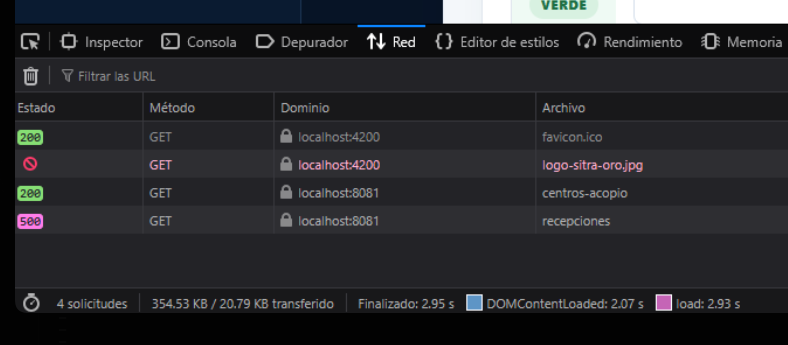 VERDE
Inspector Consola Depurador Red Editor de estilos Rendimiento Memoria
Filtrar las URL
Estado Método Dominio Archivo
200 GET localhost:4200 favicon.ico
GET localhost:4200 logo-sitra-oro.jpg
200 GET localhost:8081 centros-acopio
500 GET localhost:8081 recepciones
4 solicitudes 354.53 KB / 20.79 KB transferido Finalizado: 2.95 s DOMContentLoaded: 2.07 s load: 2.93 s